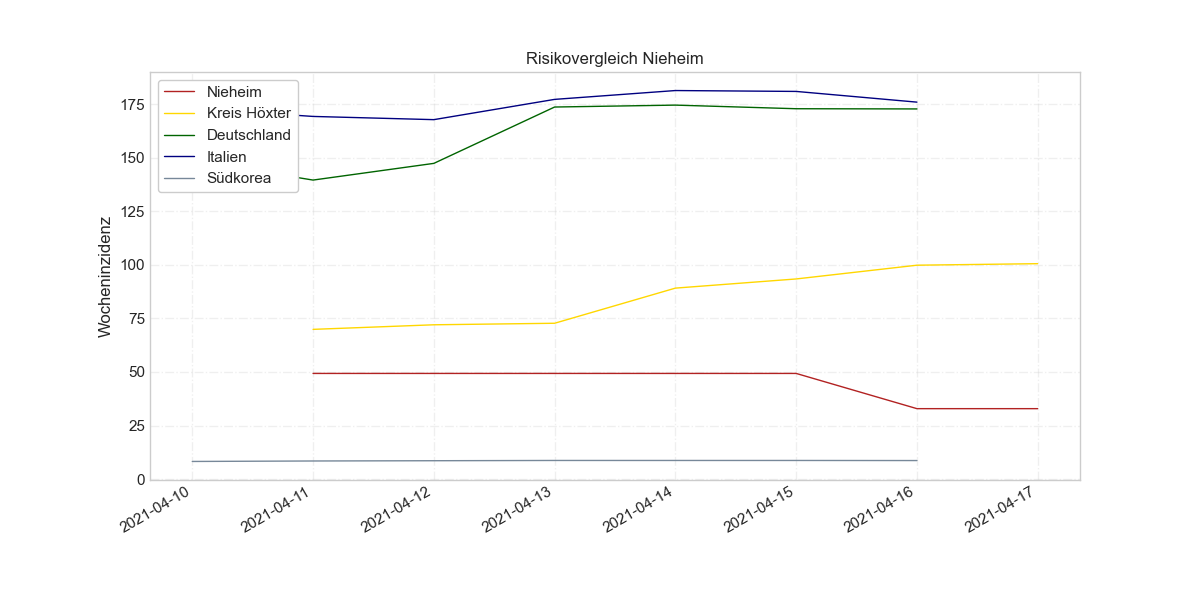 Risikovergleich Nieheim
Nieheim
Kreis Höxter
Deutschland
Italien
Südkorea
Wocheninzidenz
175
150
125
100
75
50
25
0
2021-04-10
2021-04-11
2021-04-12
2021-04-13
2021-04-14
2021-04-15
2021-04-16
2021-04-17